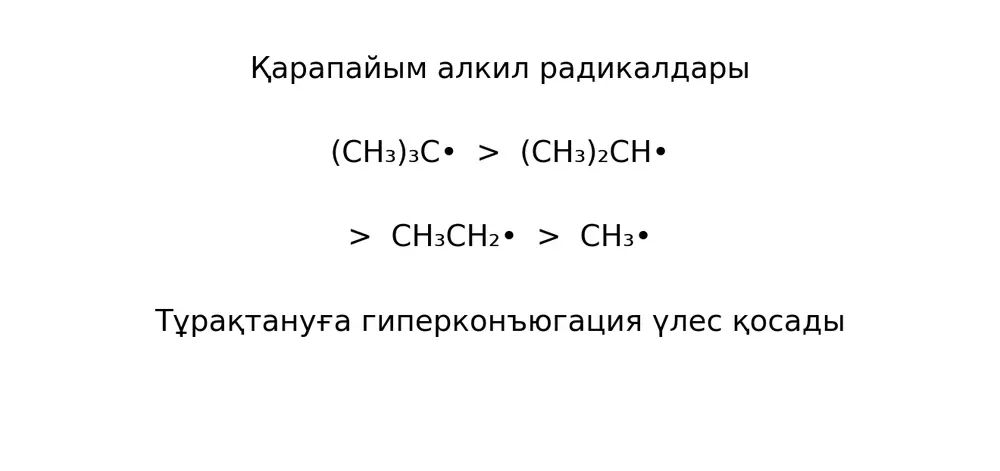 Қарапайым алкил радикалдары
(CH₃)₃C• > (CH₃)₂CH•
> CH₃CH₂• > CH₃•
Тұрақтануға гиперконъюгация үлес қосады